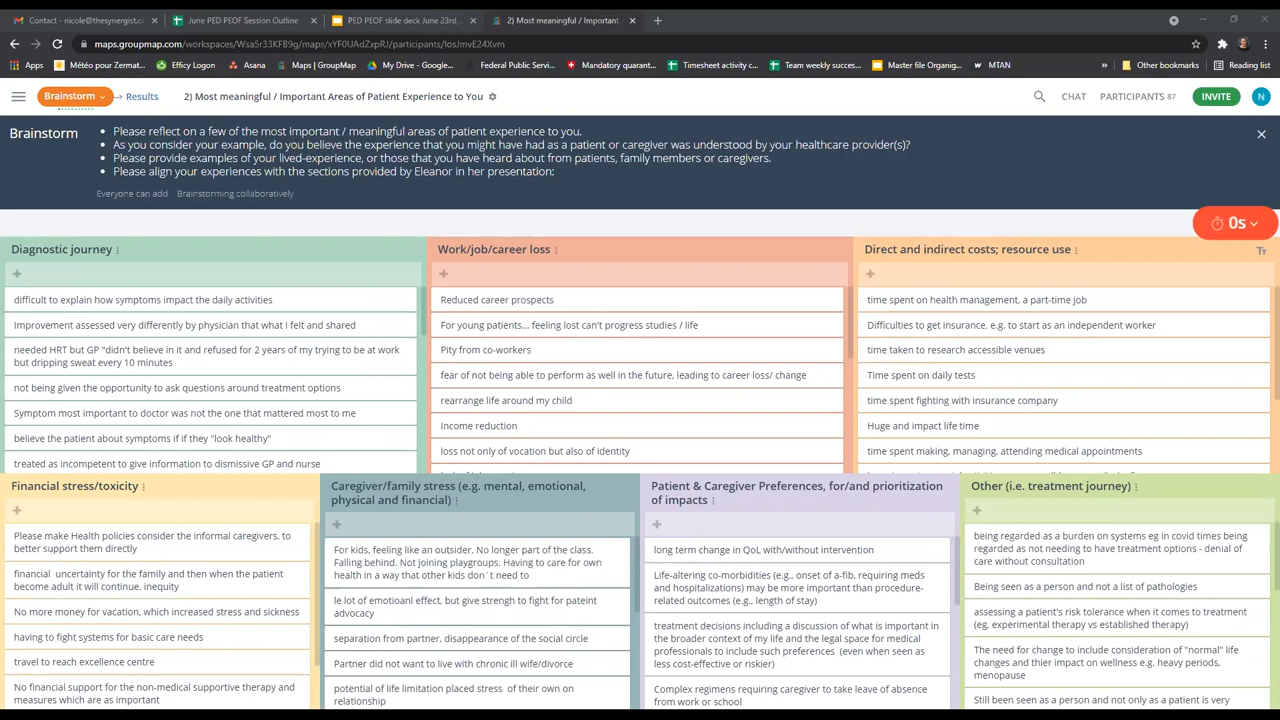 Contact - nicole@thesynergist.or
June PED PEOF Session Outline
PED PEOF slide deck June 23rd,
2) Most meaningful / Important
maps.groupmap.com/workspaces/Wsa5r33KFB9g/maps/xYF0UAdZxpRJ/participants/losJmvE24Xvm
Apps
Météo pour Zermat...
Efficy Logon
Asana
Maps | GroupMap
My Drive - Google...
Federal Public Servi...
Mandatory quarant...
Timesheet activity c...
Team weekly succes...
Master file Organig...
MTAN
Other bookmarks
Reading list
Brainstorm
Results
2) Most meaningful / Important Areas of Patient Experience to You
CHAT
PARTICIPANTS 87
INVITE
N
Brainstorm
• Please reflect on a few of the most important / meaningful areas of patient experience to you.
• As you consider your example, do you believe the experience that you might have had as a patient or caregiver was understood by your healthcare provider(s)?
• Please provide examples of your lived-experience, or those that you have heard about from patients, family members or caregivers.
• Please align your experiences with the sections provided by Eleanor in her presentation:
Everyone can add Brainstorming collaboratively
0s
Diagnostic journey
difficult to explain how symptoms impact the daily activities
Improvement assessed very differently by physician that what I felt and shared
needed HRT but GP "didn't believe in it and refused for 2 years of my trying to be at work
but dripping sweat every 10 minutes
not being given the opportunity to ask questions around treatment options
Symptom most important to doctor was not the one that mattered most to me
believe the patient about symptoms if if they "look healthy"
treated as incompetent to give information to dismissive GP and nurse
Work/job/career loss
Reduced career prospects
For young patients... feeling lost can't progress studies / life
Pity from co-workers
fear of not being able to perform as well in the future, leading to career loss/ change
rearrange life around my child
Income reduction
loss not only of vocation but also of identity
Direct and indirect costs; resource use
time spent on health management, a part-time job
Difficulties to get insurance, e.g. to start as an independent worker
time taken to research accessible venues
Time spent on daily tests
time spent fighting with insurance company
Huge and impact life time
time spent making, managing, attending medical appointments
Financial stress/toxicity
Please make Health policies consider the informal caregivers, to
better support them directly
financial uncertainty for the family and then when the patient
become adult it will continue, inequity
No more money for vacation, which increased stress and sickness
having to fight systems for basic care needs
travel to reach excellence centre
No financial support for the non-medical supportive therapy and
measures which are as important
Caregiver/family stress (e.g. mental, emotional,
physical and financial)
For kids, feeling like an outsider. No longer part of the class.
Falling behind. Not joining playgroups. Having to care for own
health in a way that other kids don´t need to
le lot of emotioanl effect, but give strengh to fight for pateint
advocacy
separation from partner, disappearance of the social circle
Partner did not want to live with chronic ill wife/divorce
potential of life limitation placed stress of their own on
relationship
Patient & Caregiver Preferences, for/and prioritization
of impacts
long term change in QoL with/without intervention
Life-altering co-morbidities (e.g., onset of a-fib, requiring meds
and hospitalizations) may be more important than procedure-
related outcomes (e.g., length of stay)
treatment decisions including a discussion of what is important in
the broader context of my life and the legal space for medical
professionals to include such preferences (even when seen as
less cost-effective or riskier)
Complex regimens requiring caregiver to take leave of absence
from work or school
Other (i.e. treatment journey)
being regarded as a burden on systems eg in covid times being
regarded as not needing to have treatment options - denial of
care without consultation
Being seen as a person and not a list of pathologies
assessing a patient's risk tolerance when it comes to treatment
(eg, experimental therapy vs established therapy)
The need for change to include consideration of "normal" life
changes and thier impact on wellness e.g. heavy periods,
menopause
Still been seen as a person and not only as a patient is very